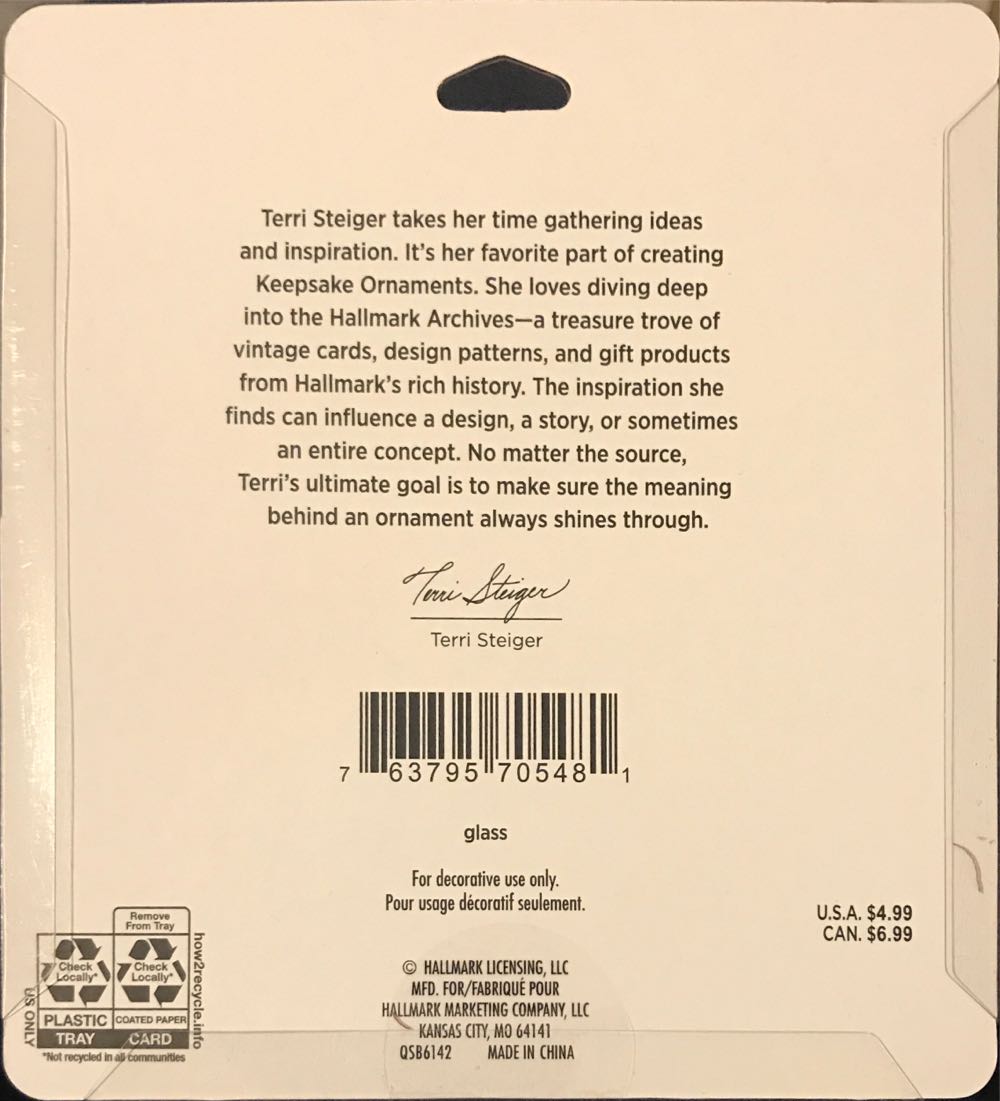 Terri Steiger takes her time gathering ideas
and inspiration. It's her favorite part of creating
Keepsake Ornaments. She loves diving deep
into the Hallmark Archives—a treasure trove of
vintage cards, design patterns, and gift products
from Hallmark's rich history. The inspiration she
finds can influence a design, a story, or sometimes
an entire concept. No matter the source,
Terri's ultimate goal is to make sure the meaning
behind an ornament always shines through.
Terri Steiger
Terri Steiger
7 63795 70548 1
glass
For decorative use only.
Pour usage décoratif seulement.
U.S.A. $4.99
CAN. $6.99
© HALLMARK LICENSING, LLC
MFD. FOR/FABRIQUÉ POUR
HALLMARK MARKETING COMPANY, LLC
KANSAS CITY, MO 64141
QSB6142 MADE IN CHINA
Remove
From Tray
Check
Locally*
Check
Locally*
PLASTIC
COATED PAPER
TRAY
CARD
*Not recycled in all communities
US ONLY
how2recycle.info